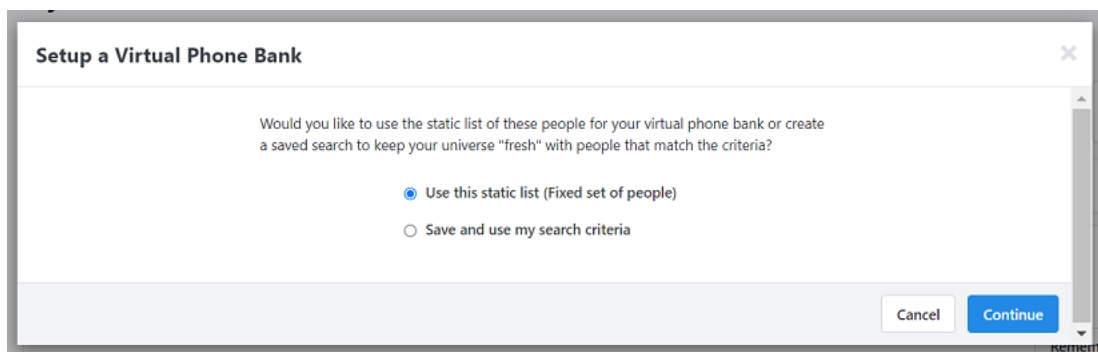 Setup a Virtual Phone Bank
Would you like to use the static list of these people for your virtual phone bank or create
a saved search to keep your universe "fresh" with people that match the criteria?
Use this static list (Fixed set of people)
Save and use my search criteria
Cancel
Continue